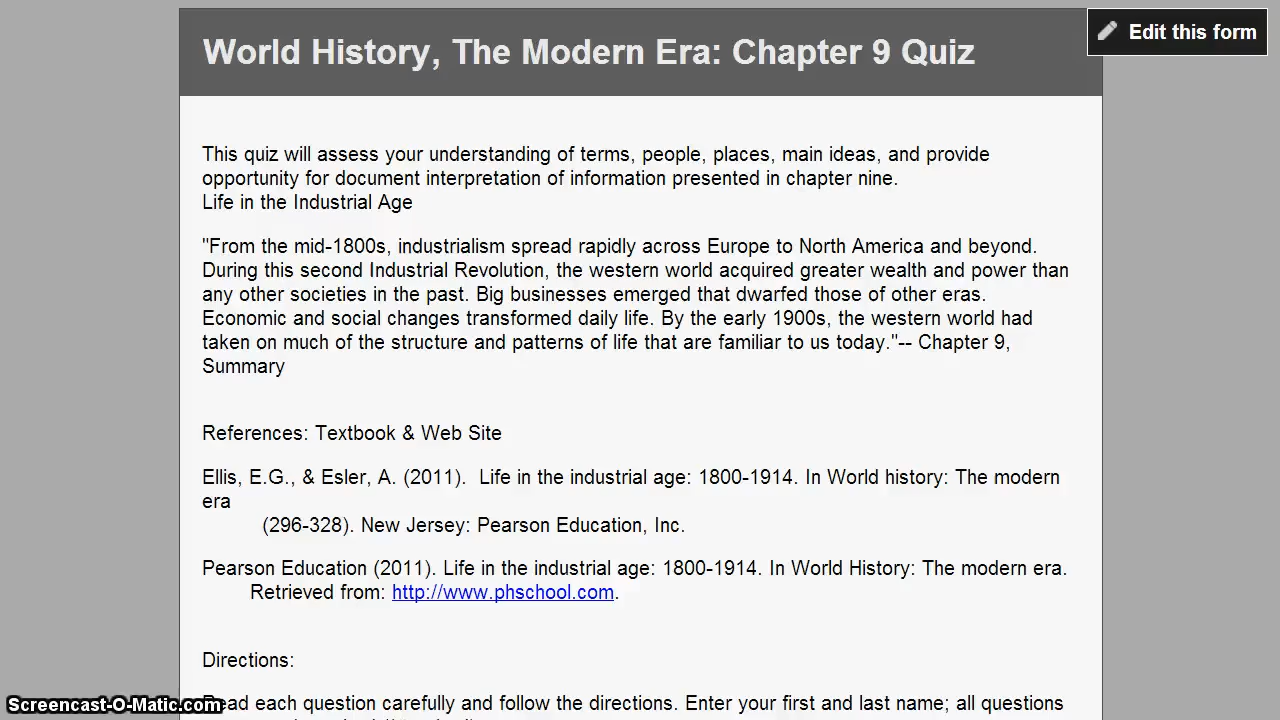 World History, The Modern Era: Chapter 9 Quiz
Edit this form
This quiz will assess your understanding of terms, people, places, main ideas, and provide
opportunity for document interpretation of information presented in chapter nine.
Life in the Industrial Age
"From the mid-1800s, industrialism spread rapidly across Europe to North America and beyond.
During this second Industrial Revolution, the western world acquired greater wealth and power than
any other societies in the past. Big businesses emerged that dwarfed those of other eras.
Economic and social changes transformed daily life. By the early 1900s, the western world had
taken on much of the structure and patterns of life that are familiar to us today."-- Chapter 9,
Summary
References: Textbook & Web Site
Ellis, E.G., & Esler, A. (2011).  Life in the industrial age: 1800-1914. In World history: The modern
era
(296-328). New Jersey: Pearson Education, Inc.
Pearson Education (2011). Life in the industrial age: 1800-1914. In World History: The modern era.
Retrieved from: http://www.phschool.com.
Directions:
Read each question carefully and follow the directions. Enter your first and last name; all questions
Screencast-O-Matic.com